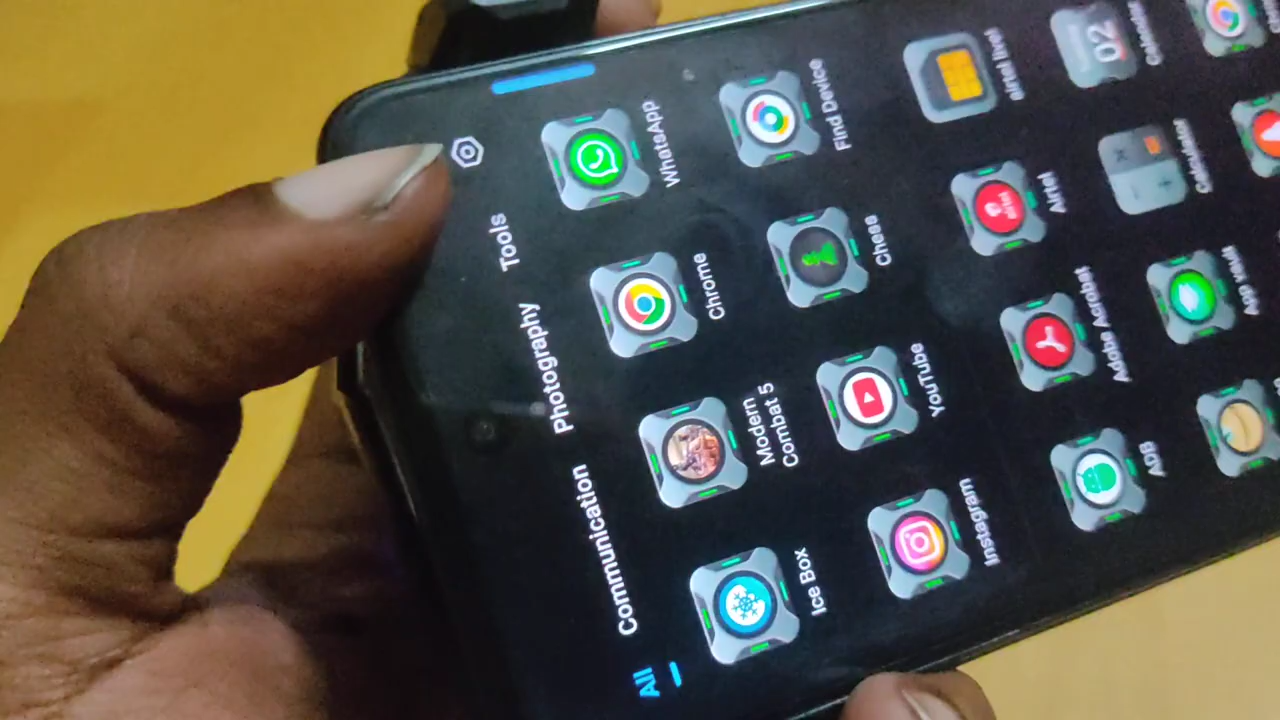 All Communication Photography Tools
Ice Box
Modern
Combat 5
Chrome
WhatsApp
Instagram
YouTube
Chess
Find Device
ADB
Adobe Acrobat
Airtel
Calculator
02
Calendar